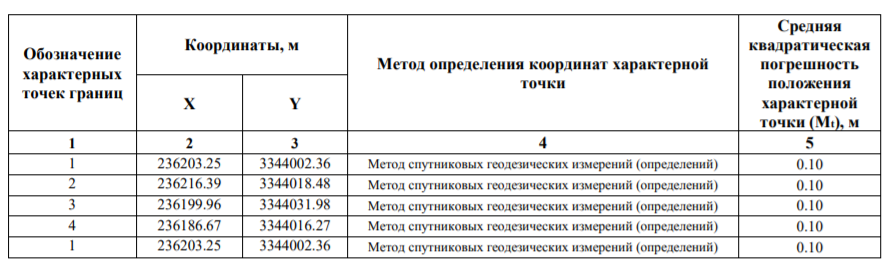 Обозначение
характерных
точек границ
Координаты, м
X
Y
Метод определения координат характерной
точки
Средняя
квадратическая
погрешность
положения
характерной
точки (Mt), м
1 2 3 4 5
1 236203.25 3344002.36 Метод спутниковых геодезических измерений (определений) 0.10
2 236216.39 3344018.48 Метод спутниковых геодезических измерений (определений) 0.10
3 236199.96 3344031.98 Метод спутниковых геодезических измерений (определений) 0.10
4 236186.67 3344016.27 Метод спутниковых геодезических измерений (определений) 0.10
1 236203.25 3344002.36 Метод спутниковых геодезических измерений (определений) 0.10